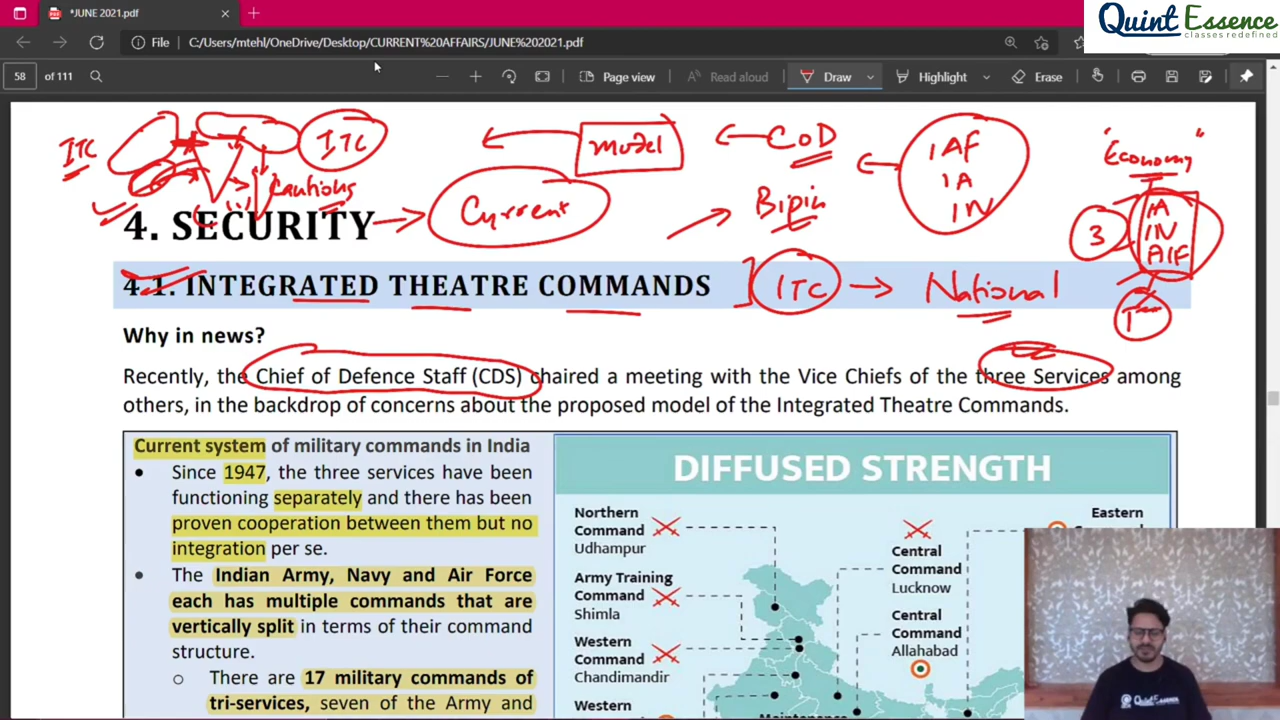 *JUNE 2021.pdf
Quint Essence
classes redefined
File C:/Users/mtehl/OneDrive/Desktop/CURRENT%20AFFAIRS/JUNE%202021.pdf
58 of 111 Page view Read aloud Draw Highlight Erase
ITC
ITC
Cautious
model
CoD
IAF
IA
IN
"Economy"
Current
Bipin
3
IA
IN
AIF
4. SECURITY
4.1. INTEGRATED THEATRE COMMANDS
ITC
National
Why in news?
Recently, the Chief of Defence Staff (CDS) chaired a meeting with the Vice Chiefs of the three Services among
others, in the backdrop of concerns about the proposed model of the Integrated Theatre Commands.
Current system of military commands in India
• Since 1947, the three services have been
functioning separately and there has been
proven cooperation between them but no
integration per se.
• The Indian Army, Navy and Air Force
each has multiple commands that are
vertically split in terms of their command
structure.
o There are 17 military commands of
tri-services, seven of the Army and
DIFFUSED STRENGTH
Northern
Command
Udhampur
Army Training
Command
Shimla
Western
Command
Chandimandir
Western
Central
Command
Lucknow
Central
Command
Allahabad
Eastern
Maintenance
QUINT ESSENCE